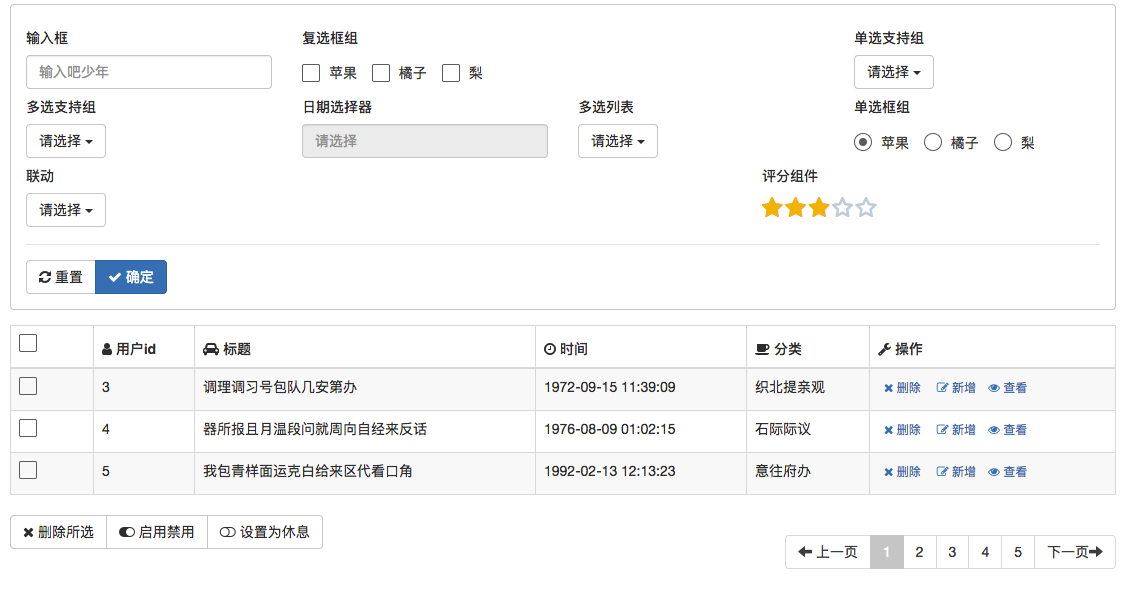 输入框 复选框组 单选支持组
输入吧少年 苹果 橘子 梨 请选择
多选支持组 日期选择器 多选列表 单选框组
请选择 请选择 请选择 苹果 橘子 梨
联动 评分组件
请选择
重置 确定
用户id 标题 时间 分类 操作
3 调理调习号包队几安第办 1972-09-15 11:39:09 织北提亲观 删除 新增 查看
4 器所报且月温段问就周向自经来反话 1976-08-09 01:02:15 石际际议 删除 新增 查看
5 我包青样面运克白给来区代看口角 1992-02-13 12:13:23 意往府办 删除 新增 查看
删除所选 启用禁用 设置为休息
上一页 1 2 3 4 5 下一页